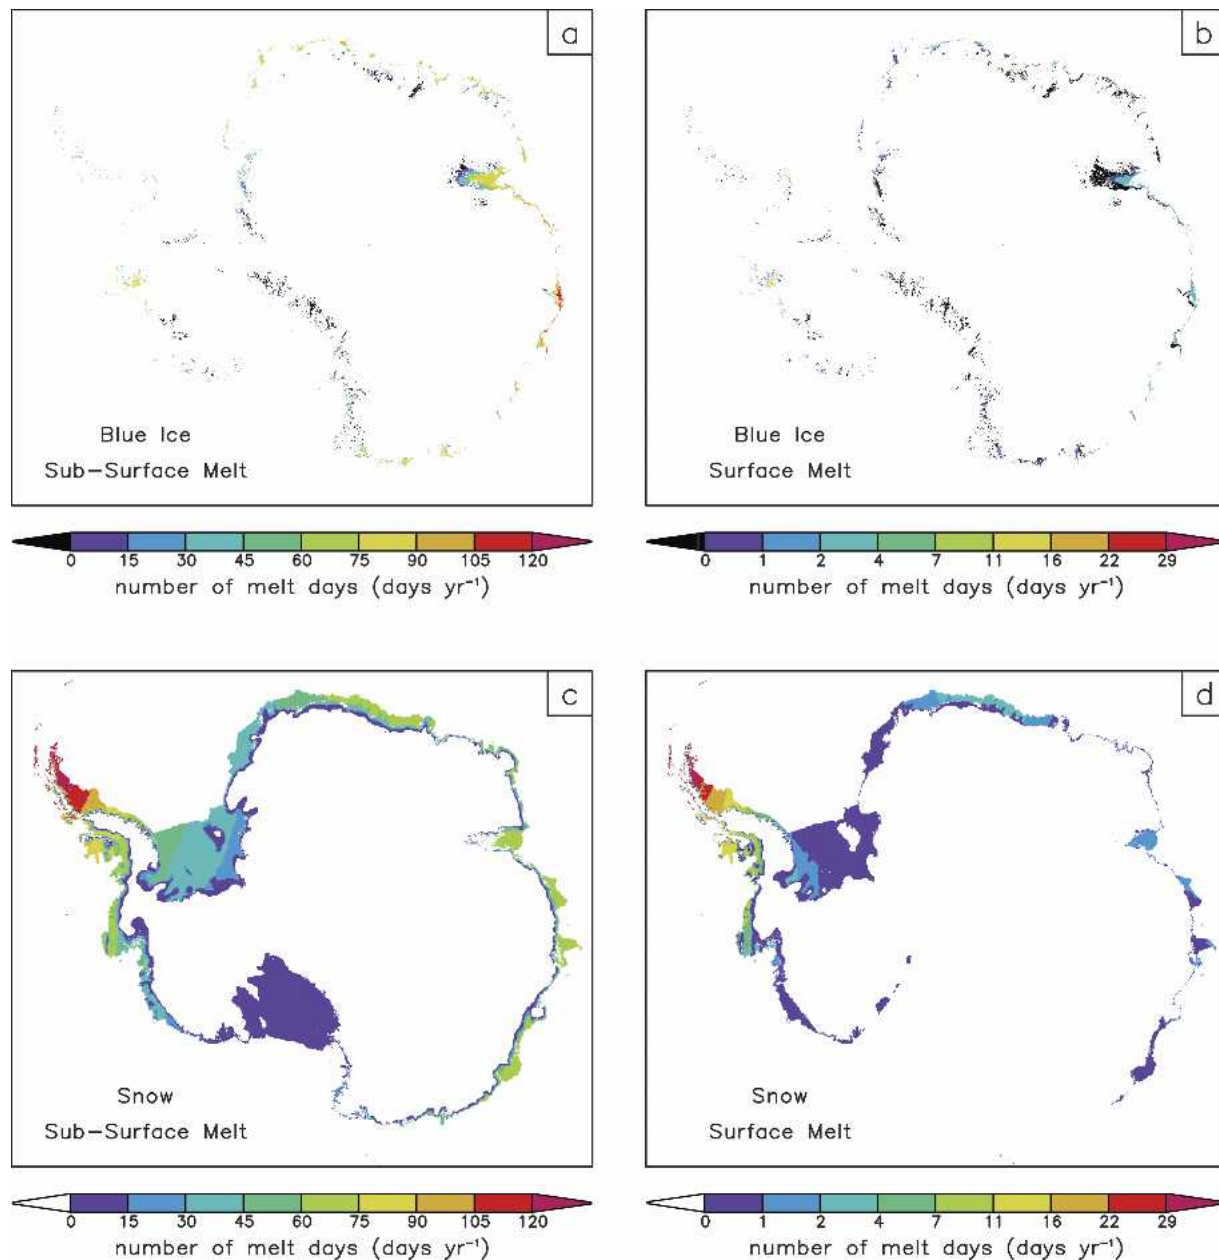 a
Blue Ice
Sub-Surface Melt
0 15 30 45 60 75 90 105 120
number of melt days (days yr⁻¹)
b
Blue Ice
Surface Melt
0 1 2 4 7 11 16 22 29
number of melt days (days yr⁻¹)
c
Snow
Sub-Surface Melt
0 15 30 45 60 75 90 105 120
number of melt days (days yr⁻¹)
d
Snow
Surface Melt
0 1 2 4 7 11 16 22 29
number of melt days (days yr⁻¹)